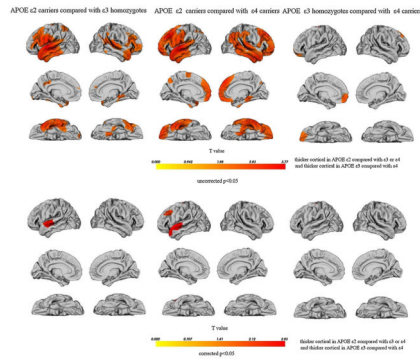 APOE ε2 carriers compared with ε3 homozygotes
APOE ε2 carriers compared with ε4 carriers
APOE ε3 homozygotes compared with ε4 carriers
T value
uncorrected p<0.05
thicker cortical in APOE ε2 compared with ε3 or ε4
and thicker cortical in APOE ε3 compared with ε4
T value
corrected p<0.05
thicker cortical in APOE ε2 compared with ε3 or ε4
and thicker cortical in APOE ε3 compared with ε4